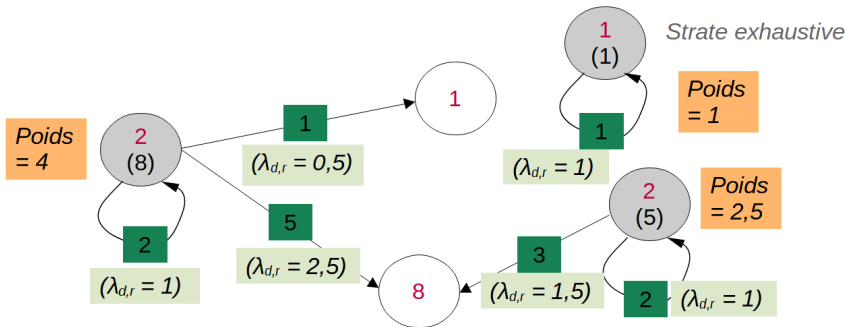 1
(1)
Strate exhaustive
1
Poids
= 1
1
(λd,r = 1)
Poids
= 4
2
(8)
1
(λd,r = 0,5)
2
(λd,r = 1)
5
(λd,r = 2,5)
8
3
(λd,r = 1,5)
2
(5)
Poids
= 2,5
2
(λd,r = 1)